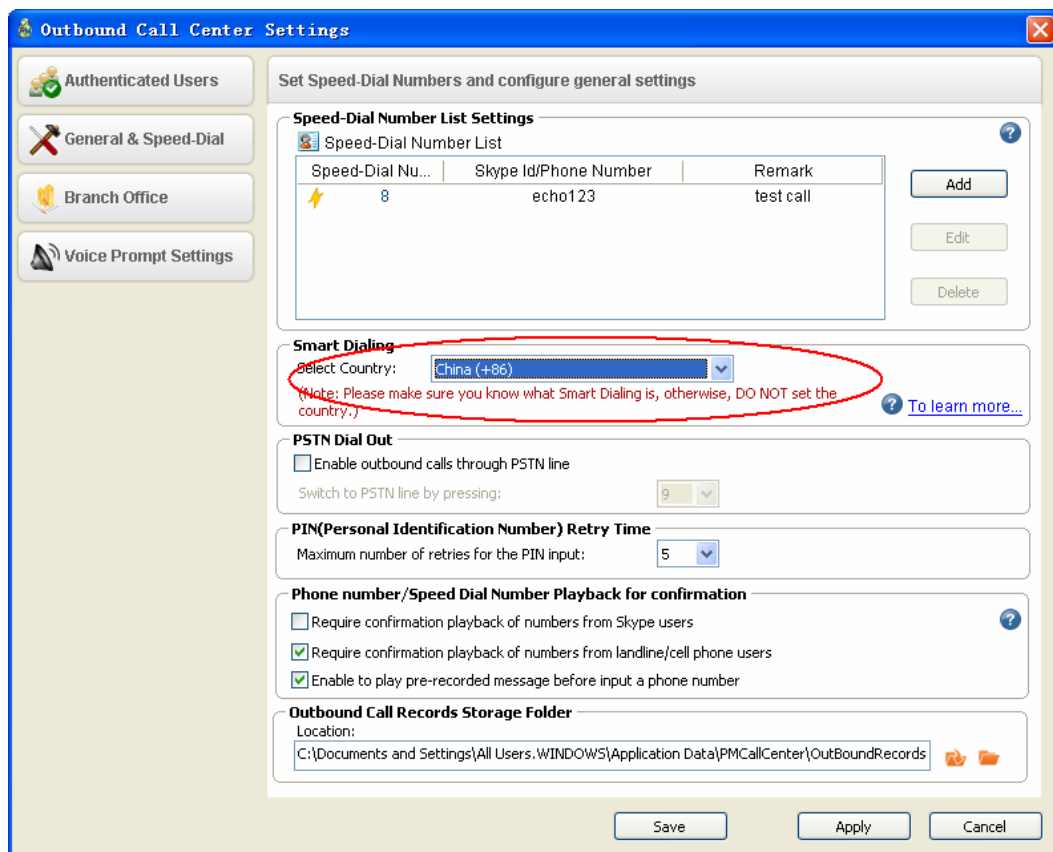 Outbound Call Center Settings
Authenticated Users
General & Speed-Dial
Branch Office
Voice Prompt Settings
Set Speed-Dial Numbers and configure general settings
Speed-Dial Number List Settings
?
Speed-Dial Number List
Speed-Dial Nu... Skype Id/Phone Number Remark
8 echo123 test call
Add
Edit
Delete
Smart Dialing
Select Country: China (+86)
(Note: Please make sure you know what Smart Dialing is, otherwise, DO NOT set the
country.)
? To learn more...
PSTN Dial Out
Enable outbound calls through PSTN line
Switch to PSTN line by pressing: 9
PIN(Personal Identification Number) Retry Time
Maximum number of retries for the PIN input: 5
Phone number/Speed Dial Number Playback for confirmation
Require confirmation playback of numbers from Skype users
?
Require confirmation playback of numbers from landline/cell phone users
Enable to play pre-recorded message before input a phone number
Outbound Call Records Storage Folder
Location:
C:\Documents and Settings\All Users.WINDOWS\Application Data\PMCallCenter\OutBoundRecords
Save Apply Cancel